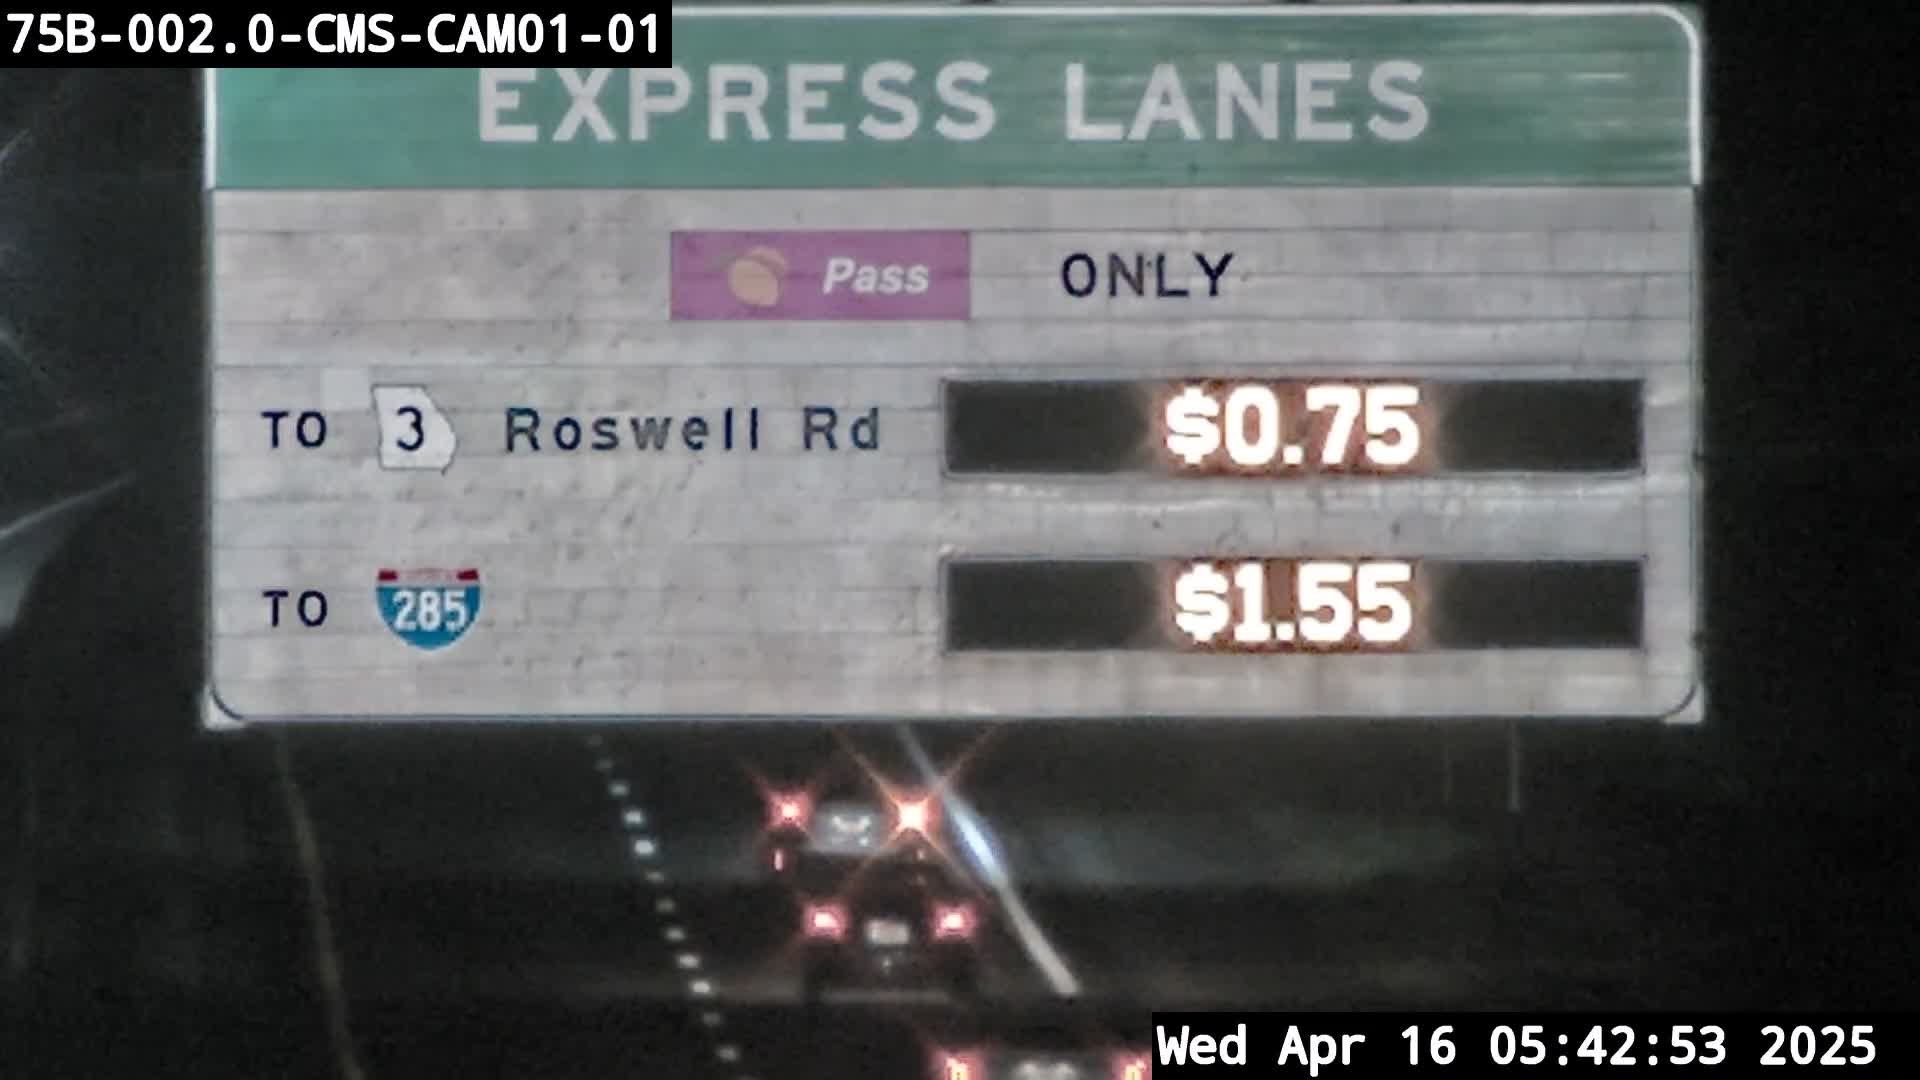 75B-002.0-CMS-CAM01-01
EXPRESS LANES
Pass ONLY
TO 3 Roswell Rd $0.75
TO 285 $1.55
Wed Apr 16 05:42:53 2025